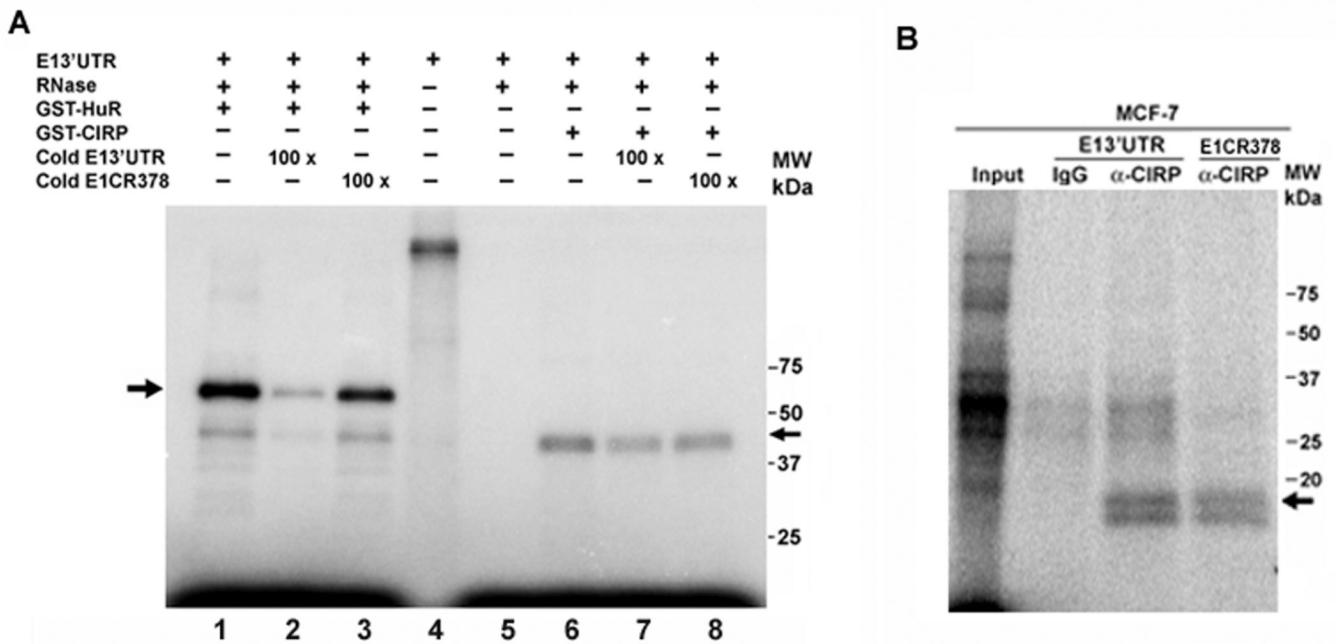 A
E13'UTR + + + + + + + +
RNase + + + − + + + +
GST-HuR + + + − − − − −
GST-CIRP − − − − − + + +
Cold E13'UTR − 100 x − − − − 100 x −
Cold E1CR378 − − 100 x − − − − 100 x
MW
kDa
-75
-50
-37
-25
1 2 3 4 5 6 7 8
B
MCF-7
E13'UTR E1CR378
Input IgG α-CIRP α-CIRP
MW
kDa
-75
-50
-37
-25
-20